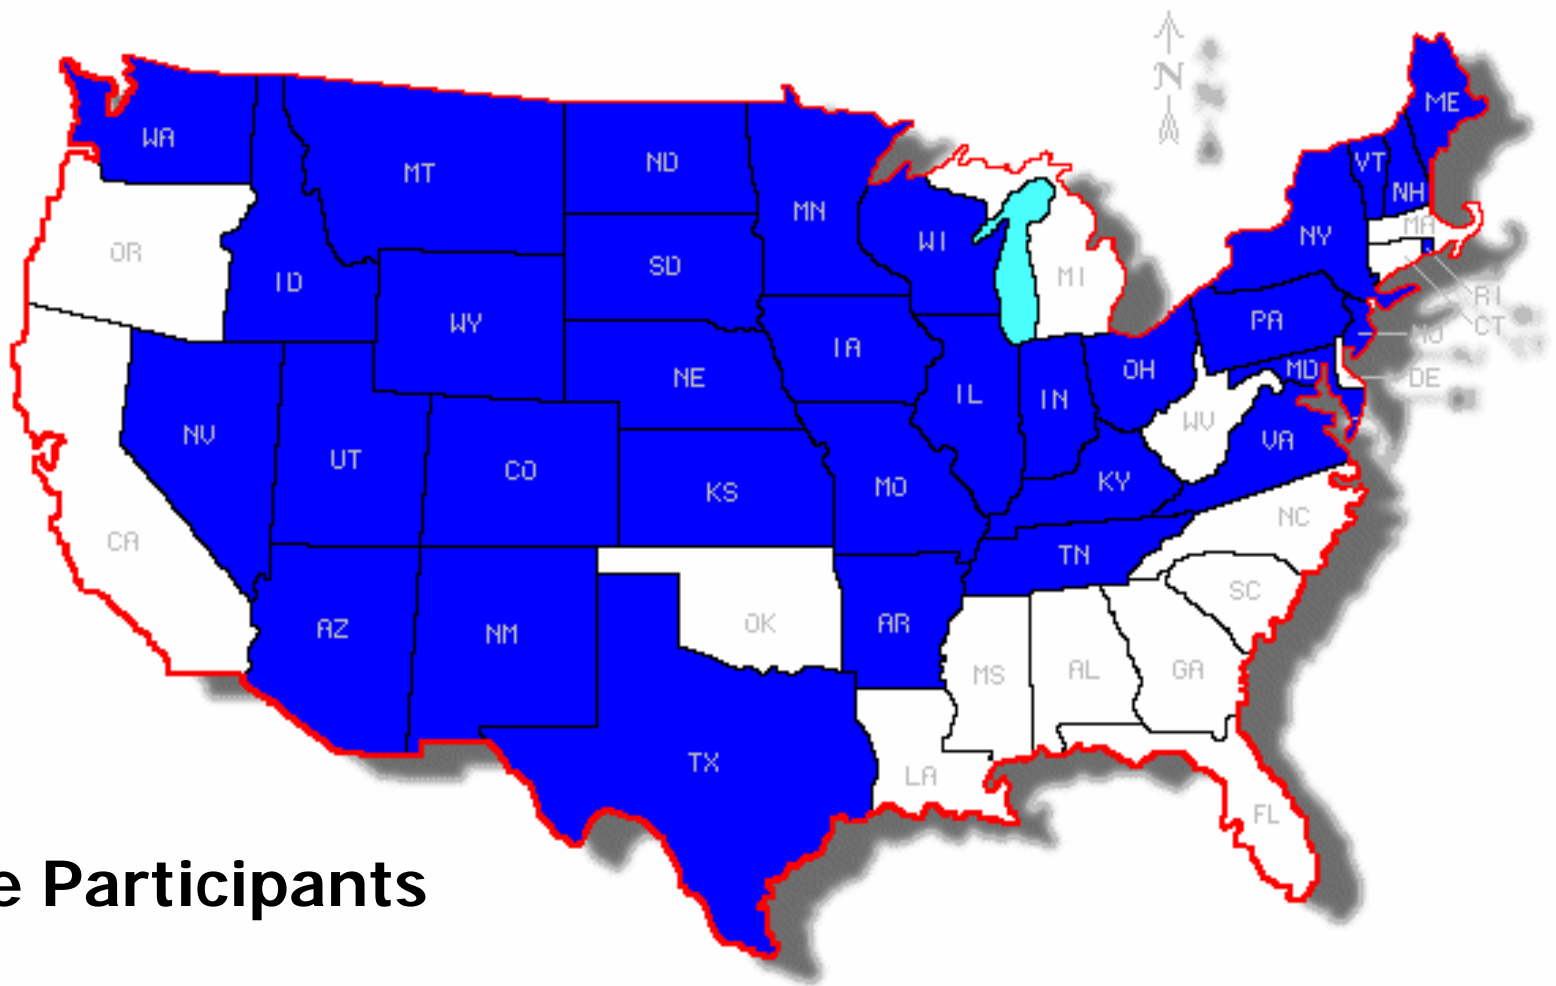 N
ME
WA
VT
MT
ND
NH
MN
MA
NY
WI
OR
SD
MI
ID
RI
WY
PA
CT
NJ
IA
OH
MD
NE
DE
IL
IN
WV
NV
VA
UT
CO
KY
MO
KS
NC
CA
TN
SC
AZ
NM
OK
AR
MS
AL
GA
TX
LA
FL
e Participants